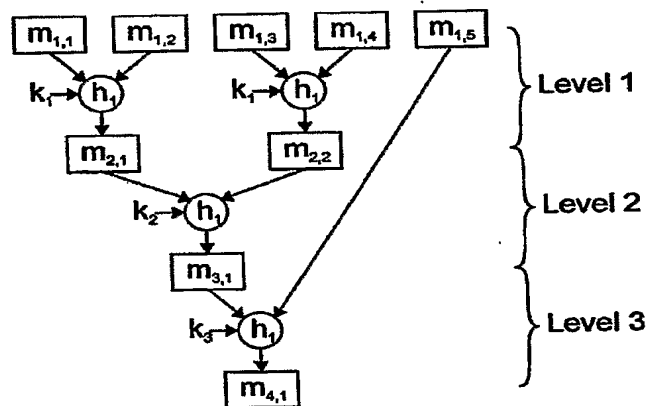 m1,1 m1,2 m1,3 m1,4 m1,5
k1 h1 k1 h1 Level 1
m2,1 m2,2
k2 h1 Level 2
m3,1
k3 h1 Level 3
m4,1